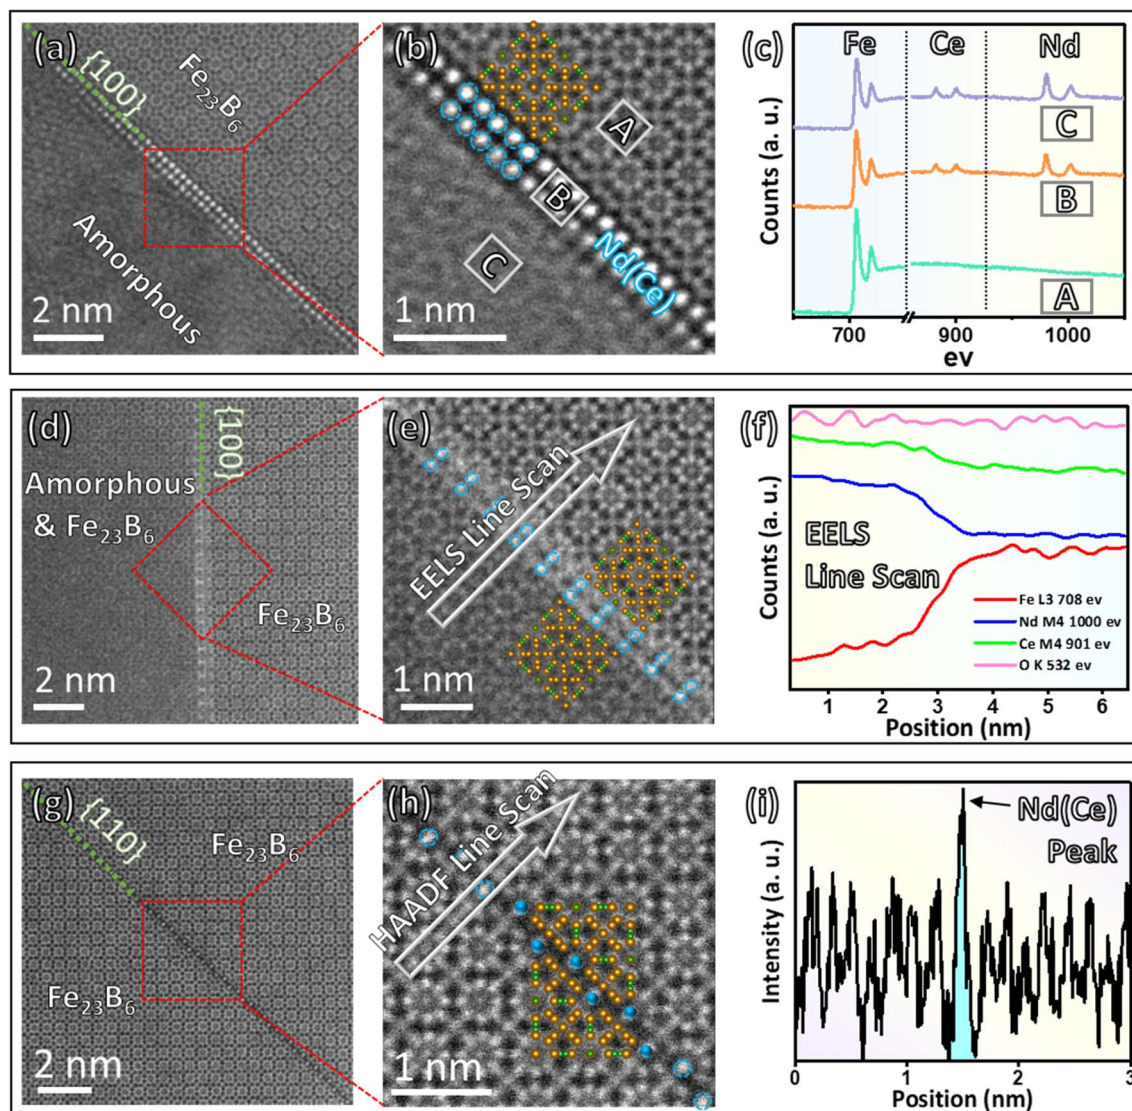 (a)
{100}
Fe23B6
Amorphous
2 nm
(b)
A
B
C
Nd(Ce)
1 nm
(c)
Fe
Ce
Nd
C
B
A
Counts (a. u.)
700
900
1000
ev
(d)
{100}
Amorphous
& Fe23B6
Fe23B6
2 nm
(e)
EELS Line Scan
1 nm
(f)
EELS
Line Scan
Fe L3 708 ev
Nd M4 1000 ev
Ce M4 901 ev
O K 532 ev
Counts (a. u.)
1 2 3 4 5 6
Position (nm)
(g)
{110}
Fe23B6
Fe23B6
2 nm
(h)
HAADF Line Scan
1 nm
(i)
Nd(Ce)
Peak
Intensity (a. u.)
0 1 2 3
Position (nm)